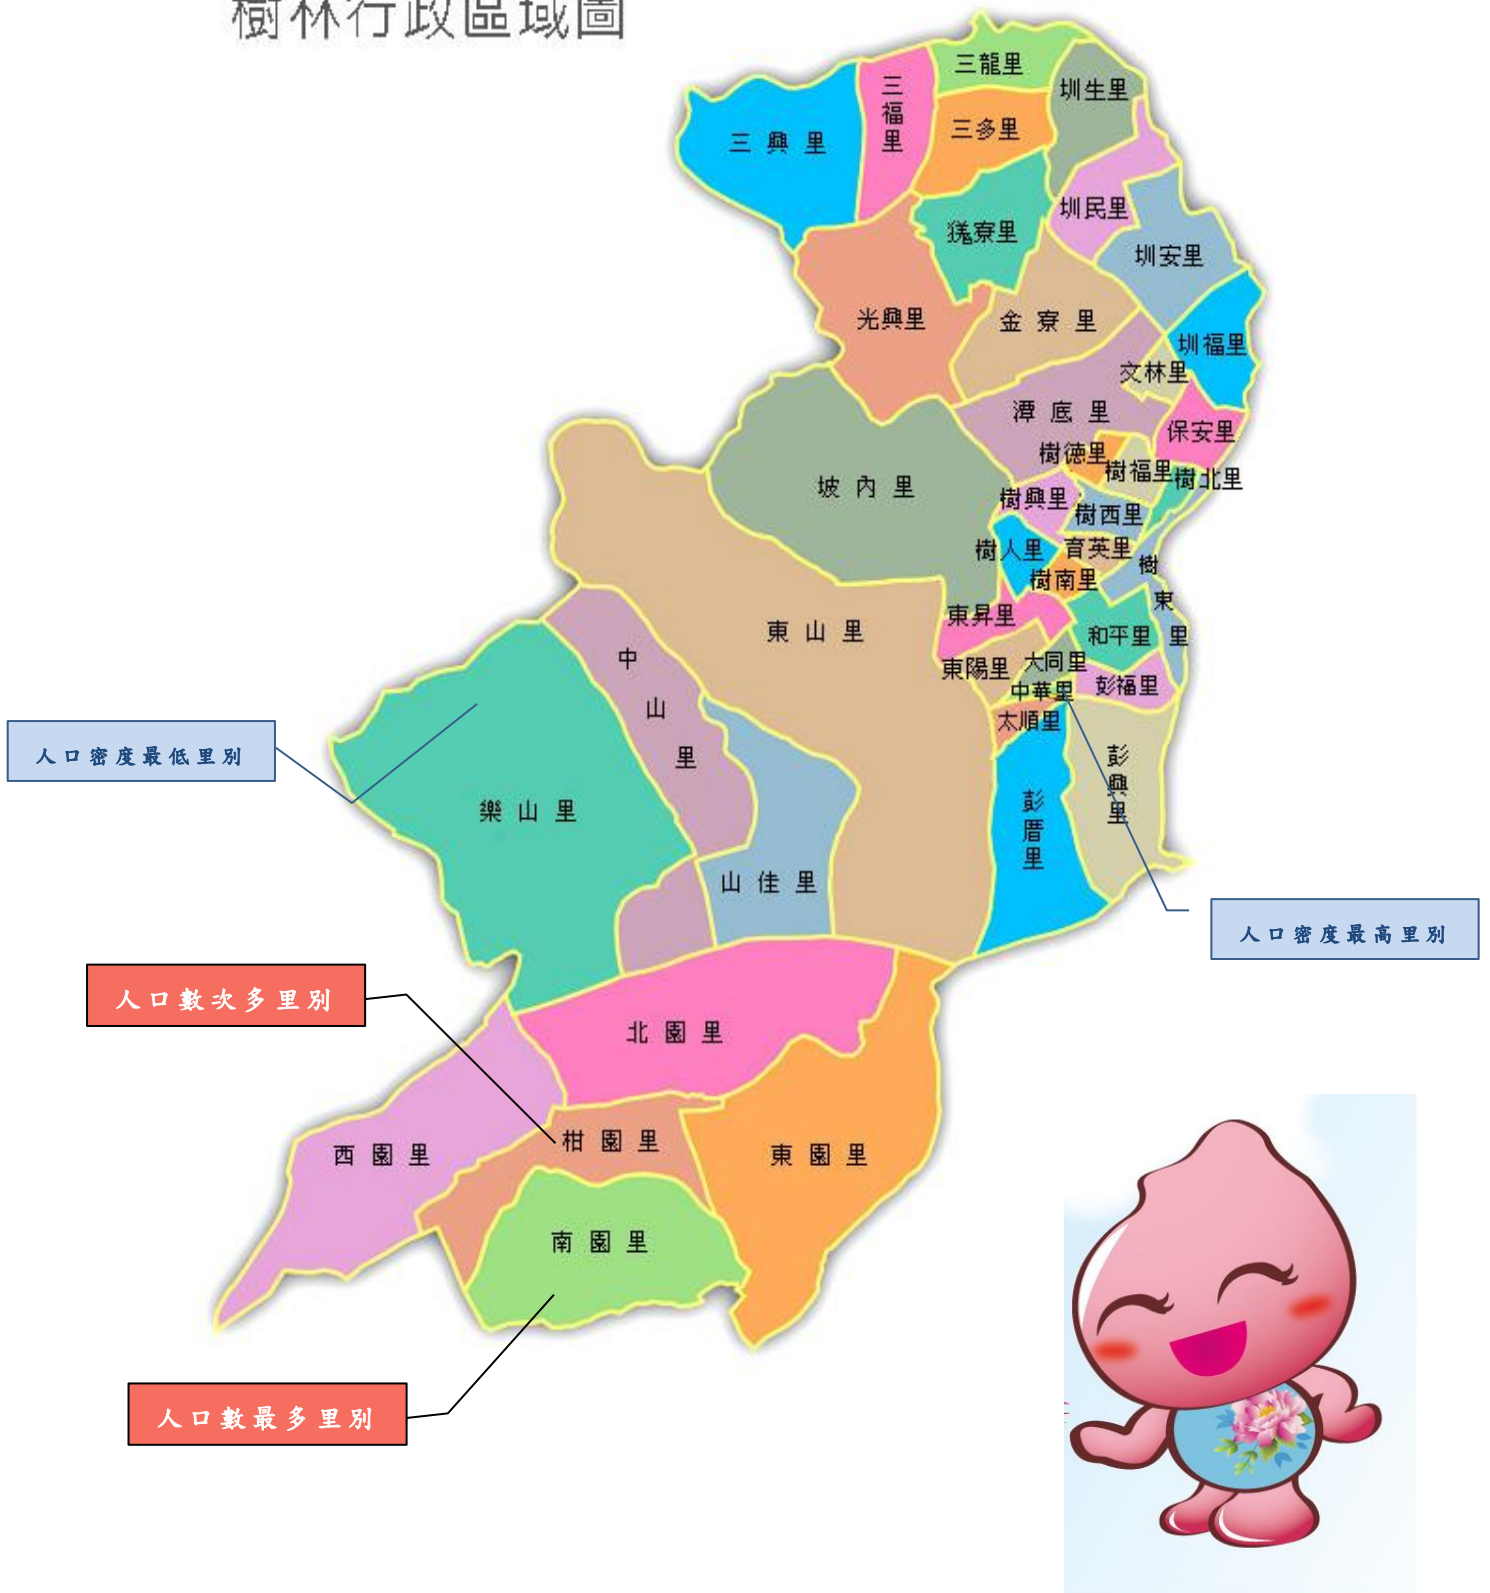 樹林行政區域圖
三龍里
圳生里
三福里
三多里
三興里
圳民里
獇寮里
圳安里
光興里
金寮里
圳福里
文林里
潭底里
保安里
樹德里
樹福里
樹北里
坡內里
樹興里
樹西里
樹人里
育英里
樹南里
樹東里
東昇里
東山里
和平里
中山里
東陽里
大同里
彭福里
中華里
太順里
人口密度最低里別
彭興里
樂山里
彭厝里
山佳里
人口密度最高里別
人口數次多里別
北園里
柑園里
西園里
東園里
南園里
人口數最多里別